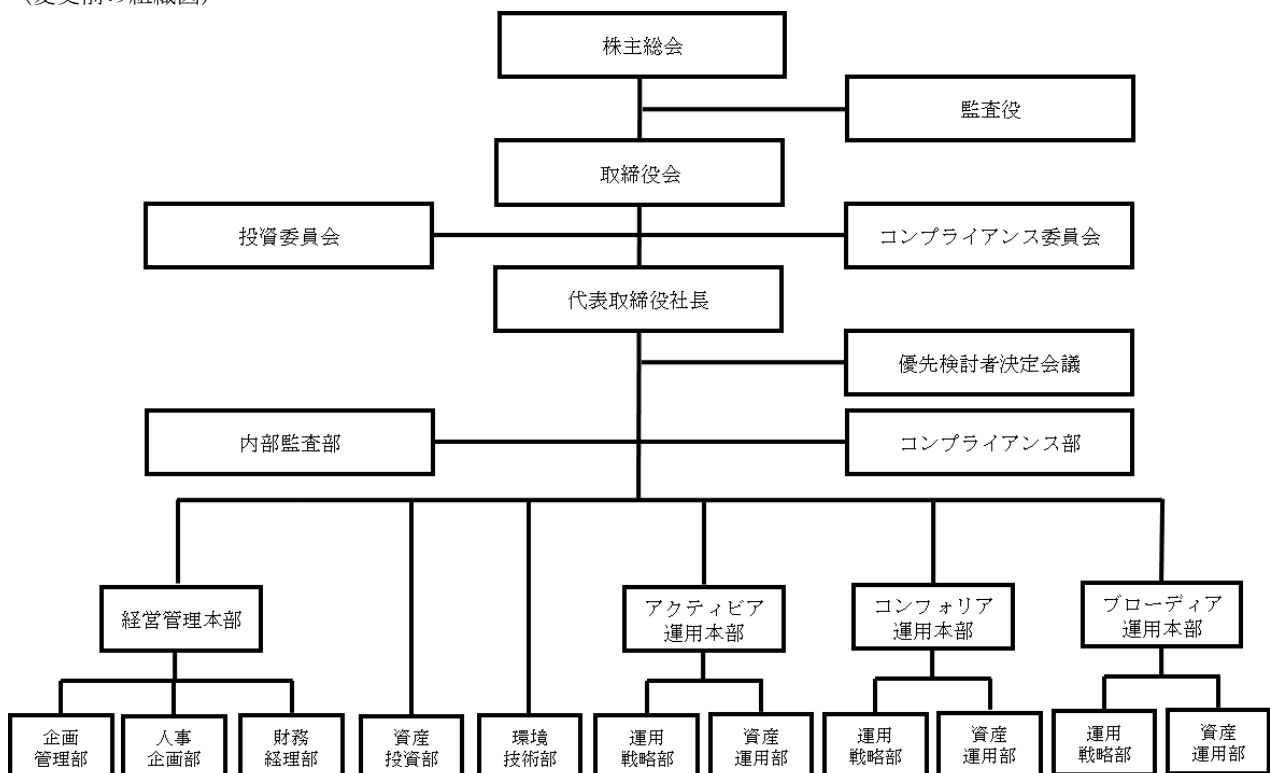 (変更前の組織図)
株主総会
監査役
取締役会
投資委員会
コンプライアンス委員会
代表取締役社長
優先検討者決定会議
内部監査部
コンプライアンス部
経営管理本部
アクティビア
運用本部
コンフォリア
運用本部
ブローディア
運用本部
企画
管理部
人事
企画部
財務
経理部
資産
投資部
環境
技術部
運用
戦略部
資産
運用部
運用
戦略部
資産
運用部
運用
戦略部
資産
運用部